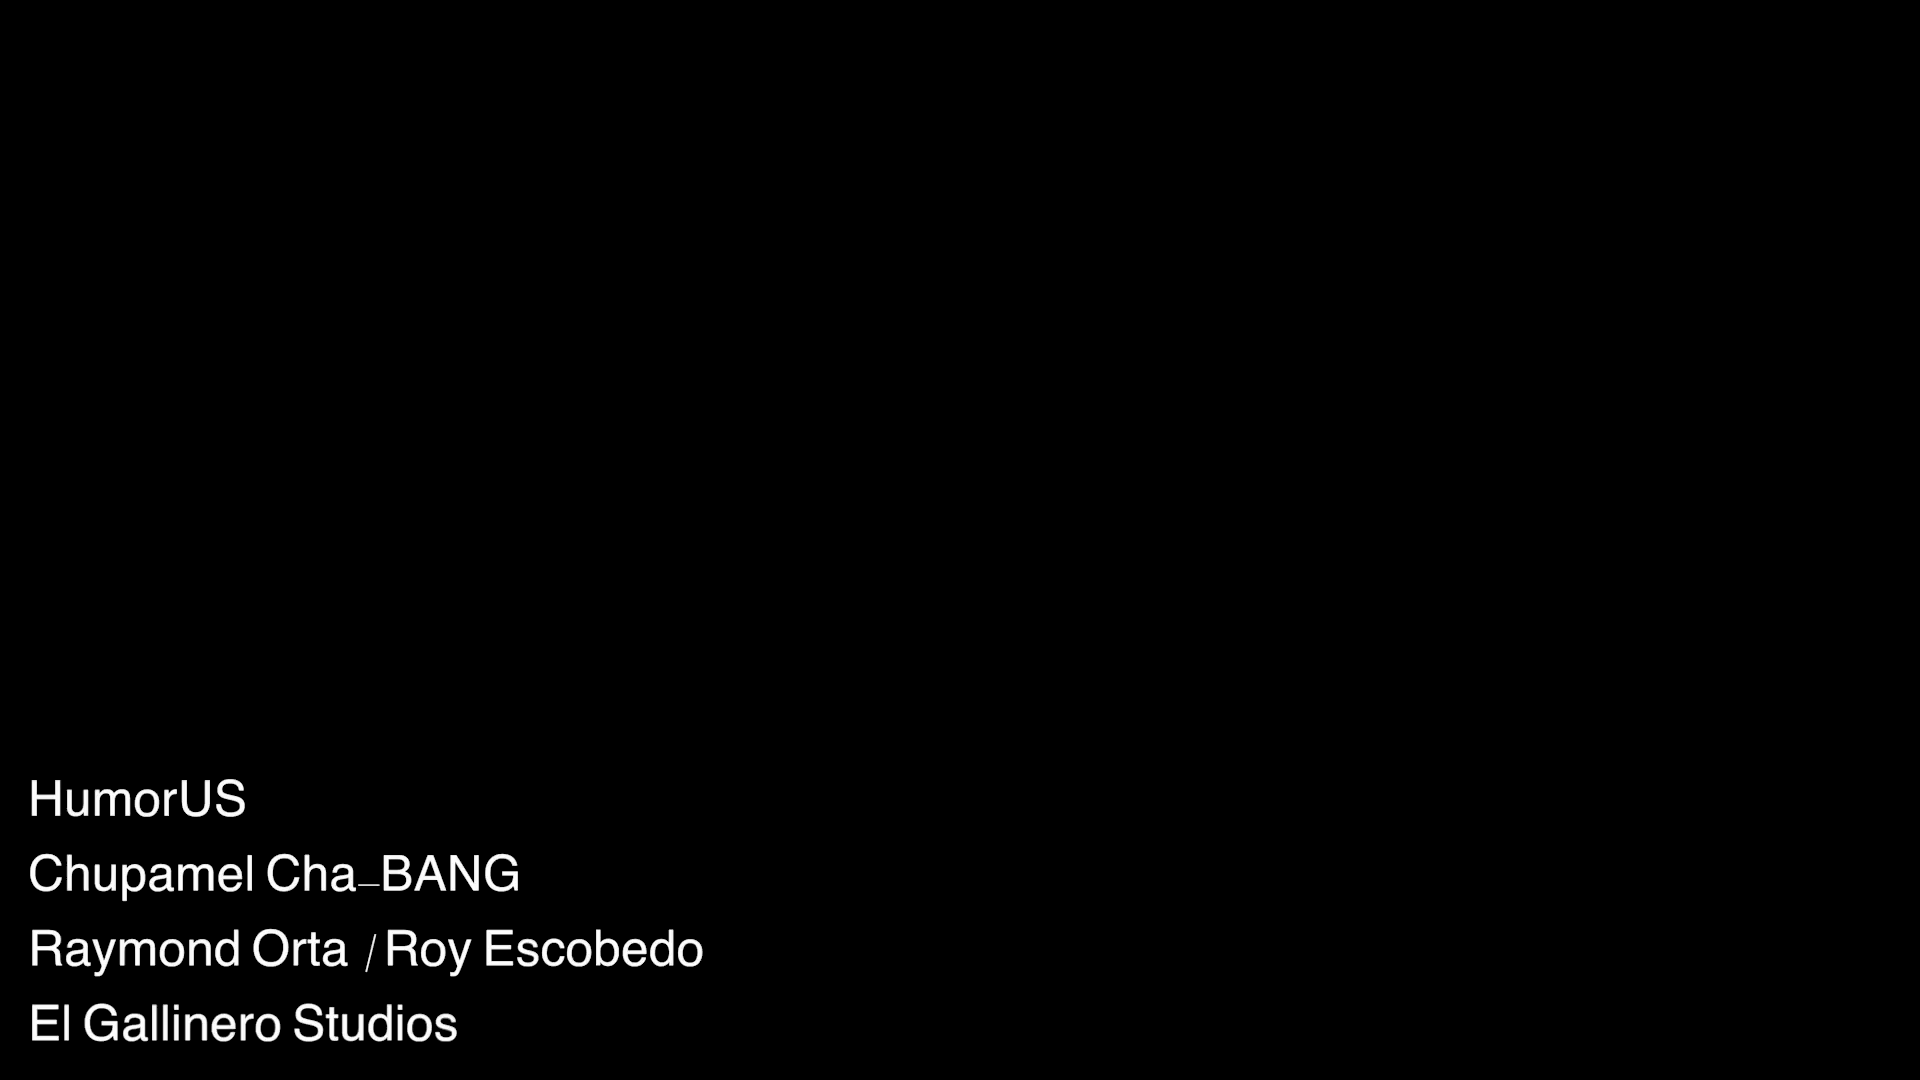 HumorUS
Chupamel Cha_BANG
Raymond Orta / Roy Escobedo
El Gallinero Studios